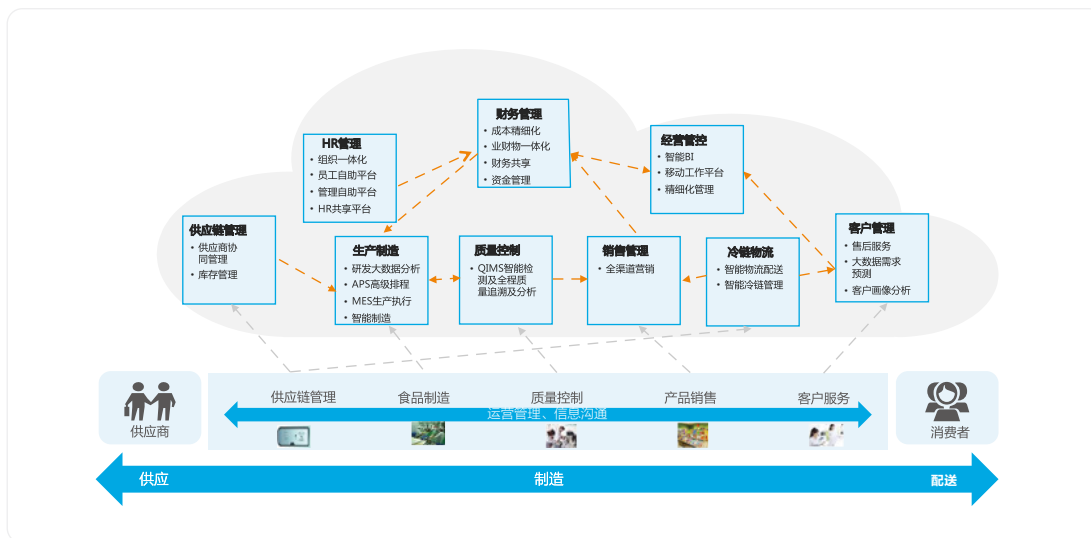 财务管理
• 成本精细化
• 业财物一体化
• 财务共享
• 资金管理
HR管理
• 组织一体化
• 员工自助平台
• 管理自助平台
• HR共享平台
经营管控
• 智能BI
• 移动工作平台
• 精细化管理
供应链管理
• 供应商协
同管理
• 库存管理
生产制造
• 研发大数据分析
• APS高级排程
• MES生产执行
• 智能制造
质量控制
• QIMS智能检
测及全程质
量追溯及分析
销售管理
• 全渠道营销
冷链物流
• 智能物流配送
• 智能冷链管理
客户管理
• 售后服务
• 大数据需求
预测
• 客户画像分析
供应商
供应链管理
食品制造
质量控制
产品销售
客户服务
运营管理、信息沟通
消费者
供应
制造
配送